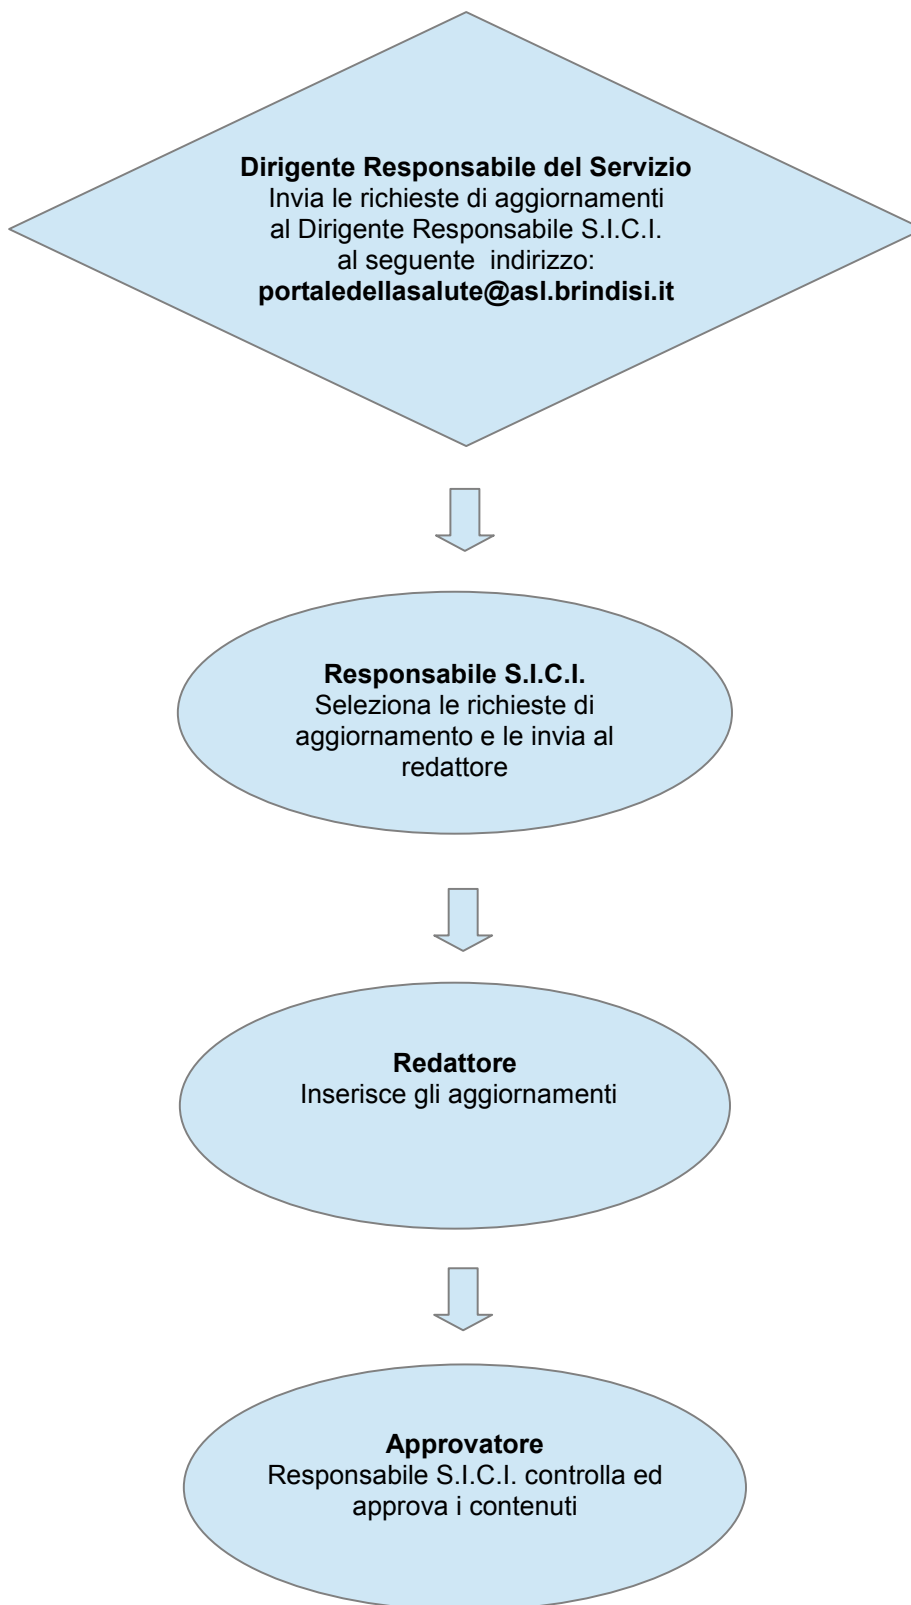 Dirigente Responsabile del Servizio
Invia le richieste di aggiornamenti
al Dirigente Responsabile S.I.C.I.
al seguente  indirizzo:
portaledellasalute@asl.brindisi.it
Responsabile S.I.C.I.
Seleziona le richieste di
aggiornamento e le invia al
redattore
Redattore
Inserisce gli aggiornamenti
Approvatore
Responsabile S.I.C.I. controlla ed
approva i contenuti